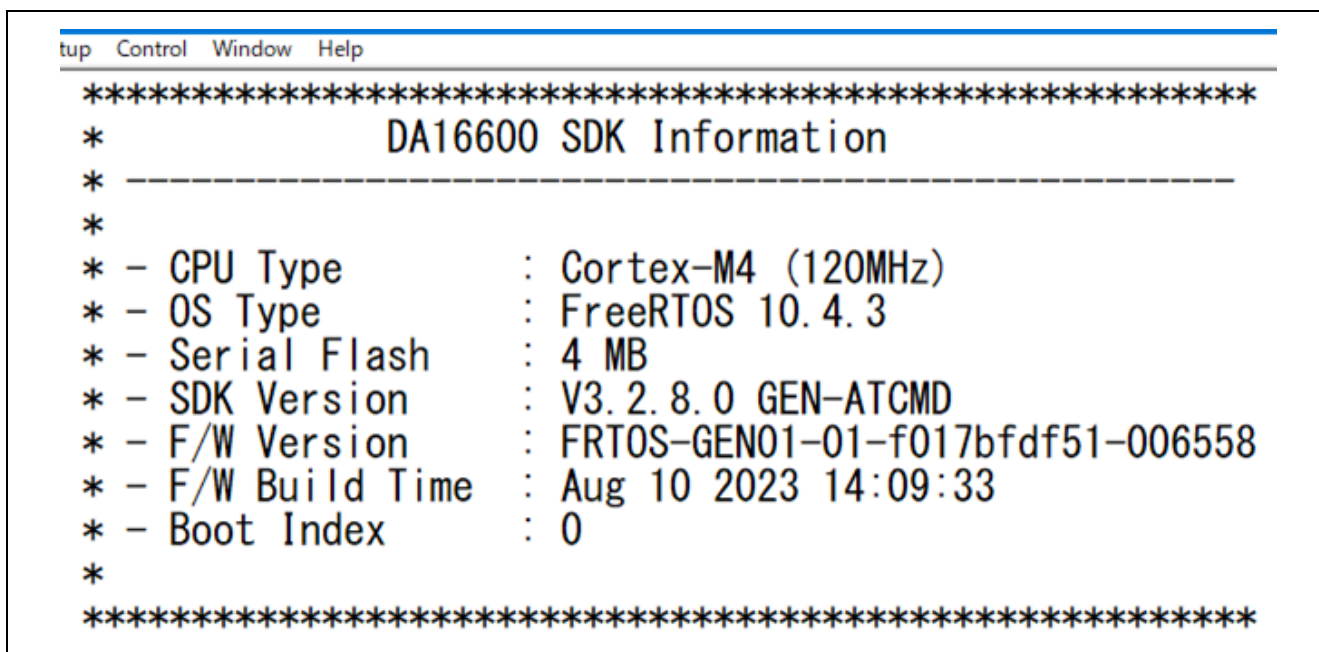 tup Control Window Help
******************************************************
* DA16600 SDK Information
* ---------------------------------------------------
*
* - CPU Type : Cortex-M4 (120MHz)
* - OS Type : FreeRTOS 10.4.3
* - Serial Flash : 4 MB
* - SDK Version : V3.2.8.0 GEN-ATCMD
* - F/W Version : FRTOS-GEN01-01-f017bfdf51-006558
* - F/W Build Time : Aug 10 2023 14:09:33
* - Boot Index : 0
*
******************************************************